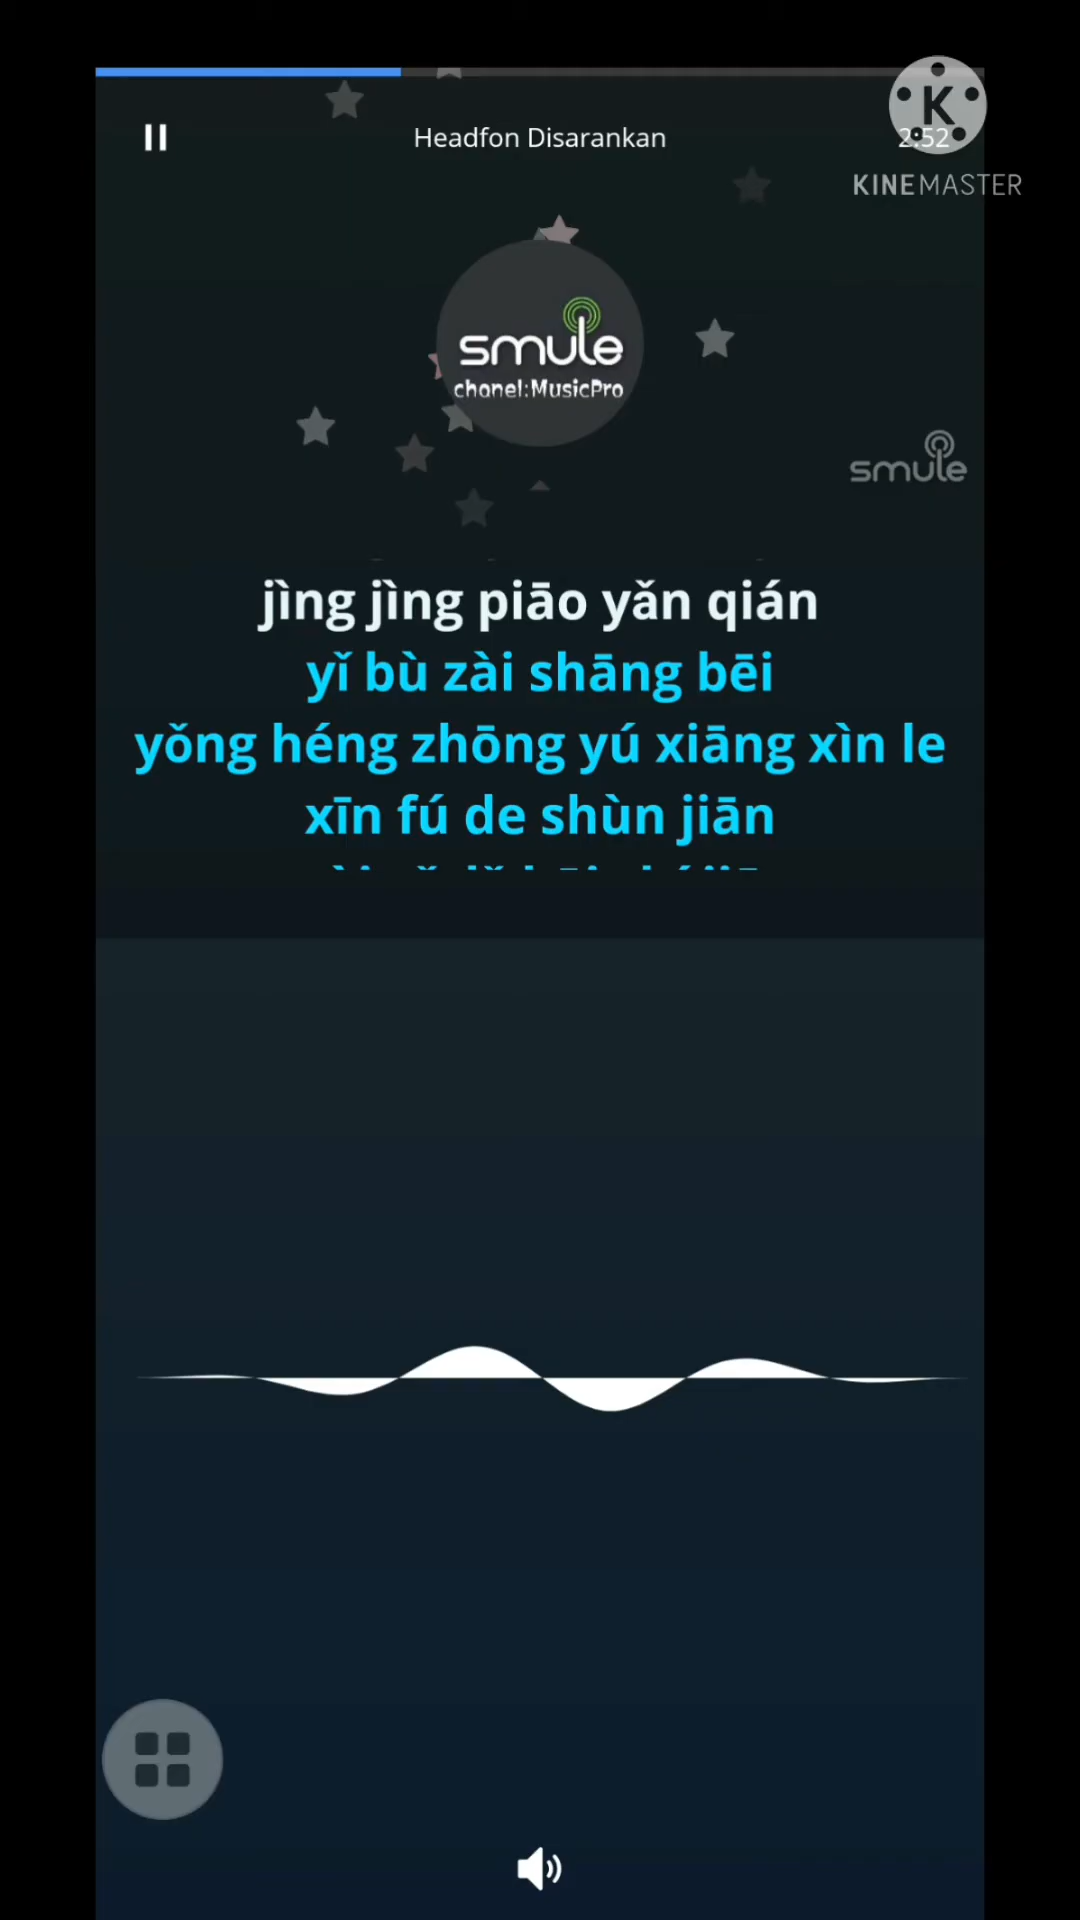 Headfon Disarankan
2:52
K
KINEMASTER
smule
chanel:MusicPro
smule
jìng jìng piāo yǎn qián
yǐ bù zài shāng bēi
yǒng héng zhōng yú xiāng xìn le
xīn fú de shùn jiān